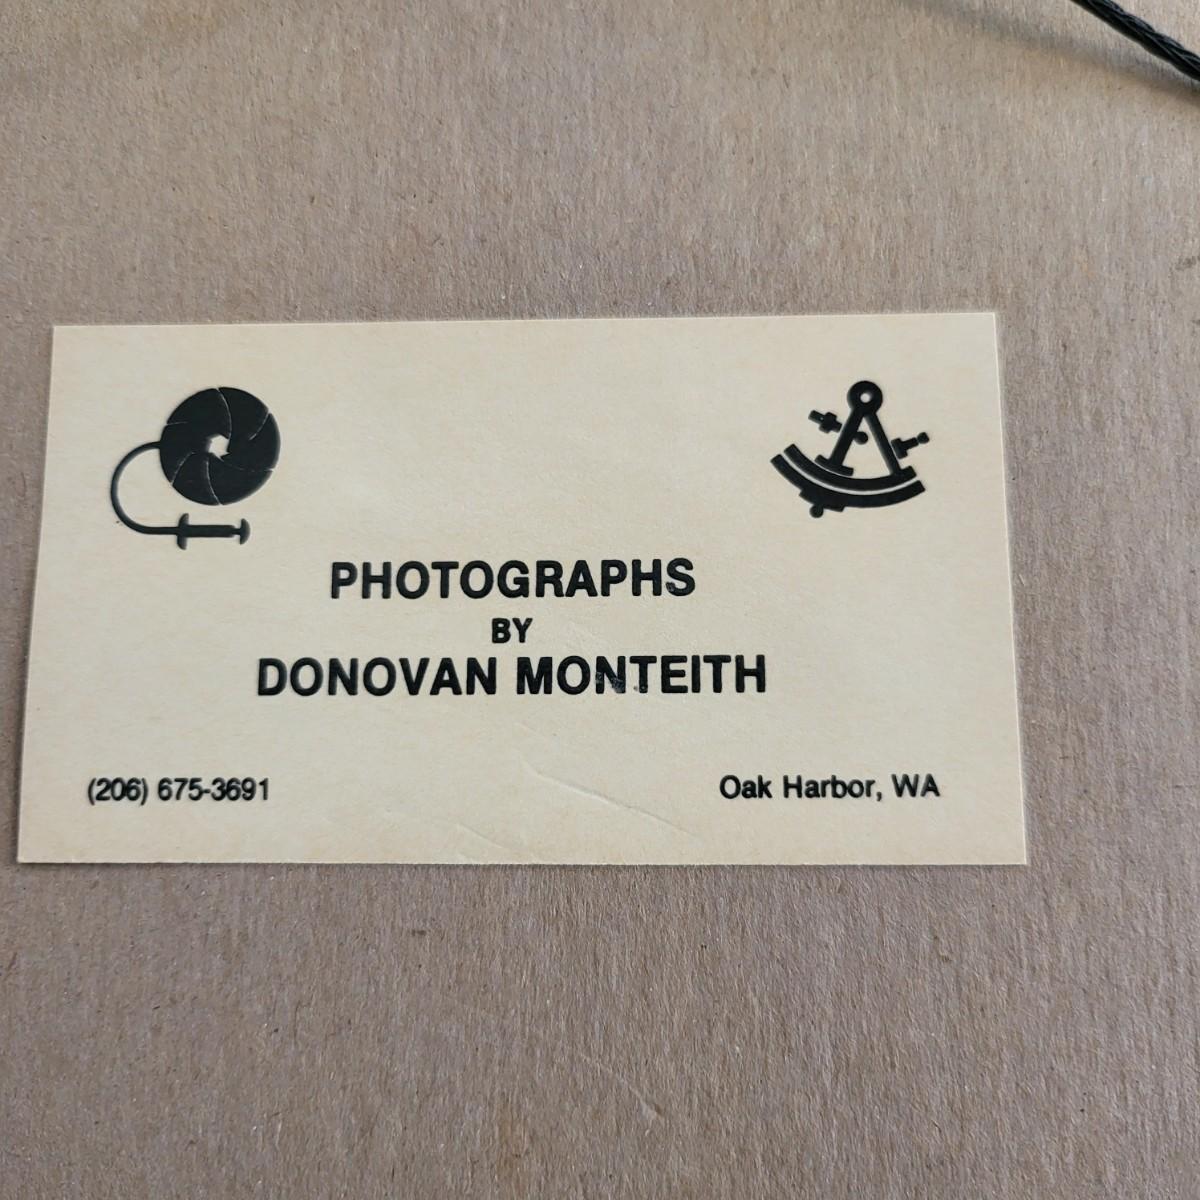 PHOTOGRAPHS
BY
DONOVAN MONTEITH
(206) 675-3691
Oak Harbor, WA